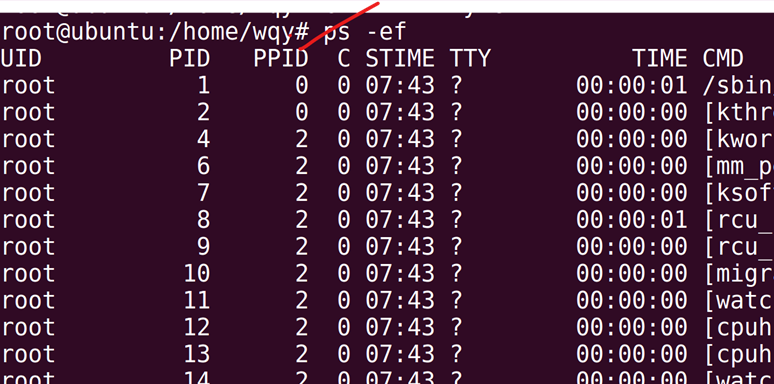 root@ubuntu:/home/wqy# ps -ef
UID PID PPID C STIME TTY TIME CMD
root 1 0 0 07:43 ? 00:00:01 /sbin
root 2 0 0 07:43 ? 00:00:00 [kthr
root 4 2 0 07:43 ? 00:00:00 [kwor
root 6 2 0 07:43 ? 00:00:00 [mm_p
root 7 2 0 07:43 ? 00:00:00 [ksof
root 8 2 0 07:43 ? 00:00:01 [rcu_
root 9 2 0 07:43 ? 00:00:00 [rcu_
root 10 2 0 07:43 ? 00:00:00 [migr
root 11 2 0 07:43 ? 00:00:00 [watc
root 12 2 0 07:43 ? 00:00:00 [cpuh
root 13 2 0 07:43 ? 00:00:00 [cpuh
root 14 2 0 07:43 ? 00:00:00 [watc